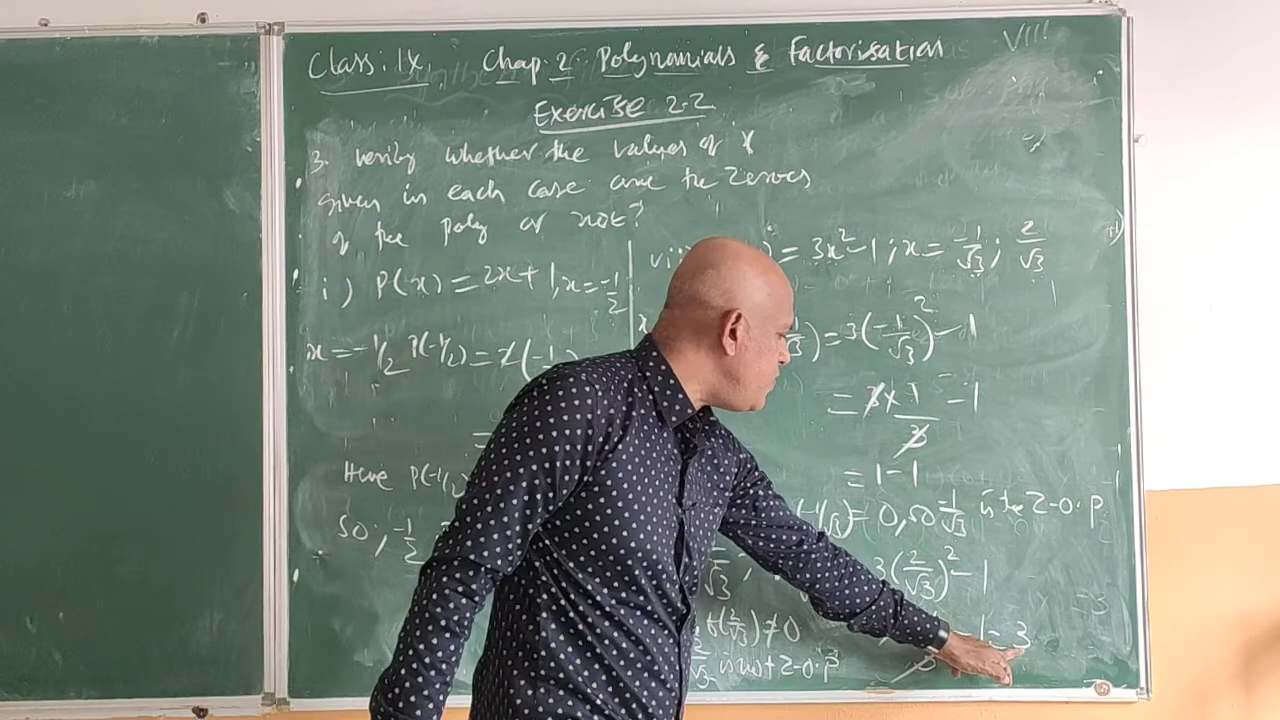 Class: IX. Chap. 2: Polynomials & Factorisation
VIII
Exercise 2.2
3. Verify whether the values of x
given in each case are the zeroes
of the poly or not?
i) P(x) = 2x + 1, x = -1/2
x = -1/2 P(-1/2) = 2(-1
=
Here P(-1/2)
So, -1/2
) = 3x² - 1 ; x = -1/√3 ; 2/√3
/√3) = 3(-1/√3)² - 1
= 3 × 1/3 - 1
= 1 - 1
(-1/√3) = 0, so -1/√3 is the Z.O.P
/√3 , 3(2/√3)² - 1
1 = 3
(2/√3) ≠ 0
2/√3 is not Z.O.P